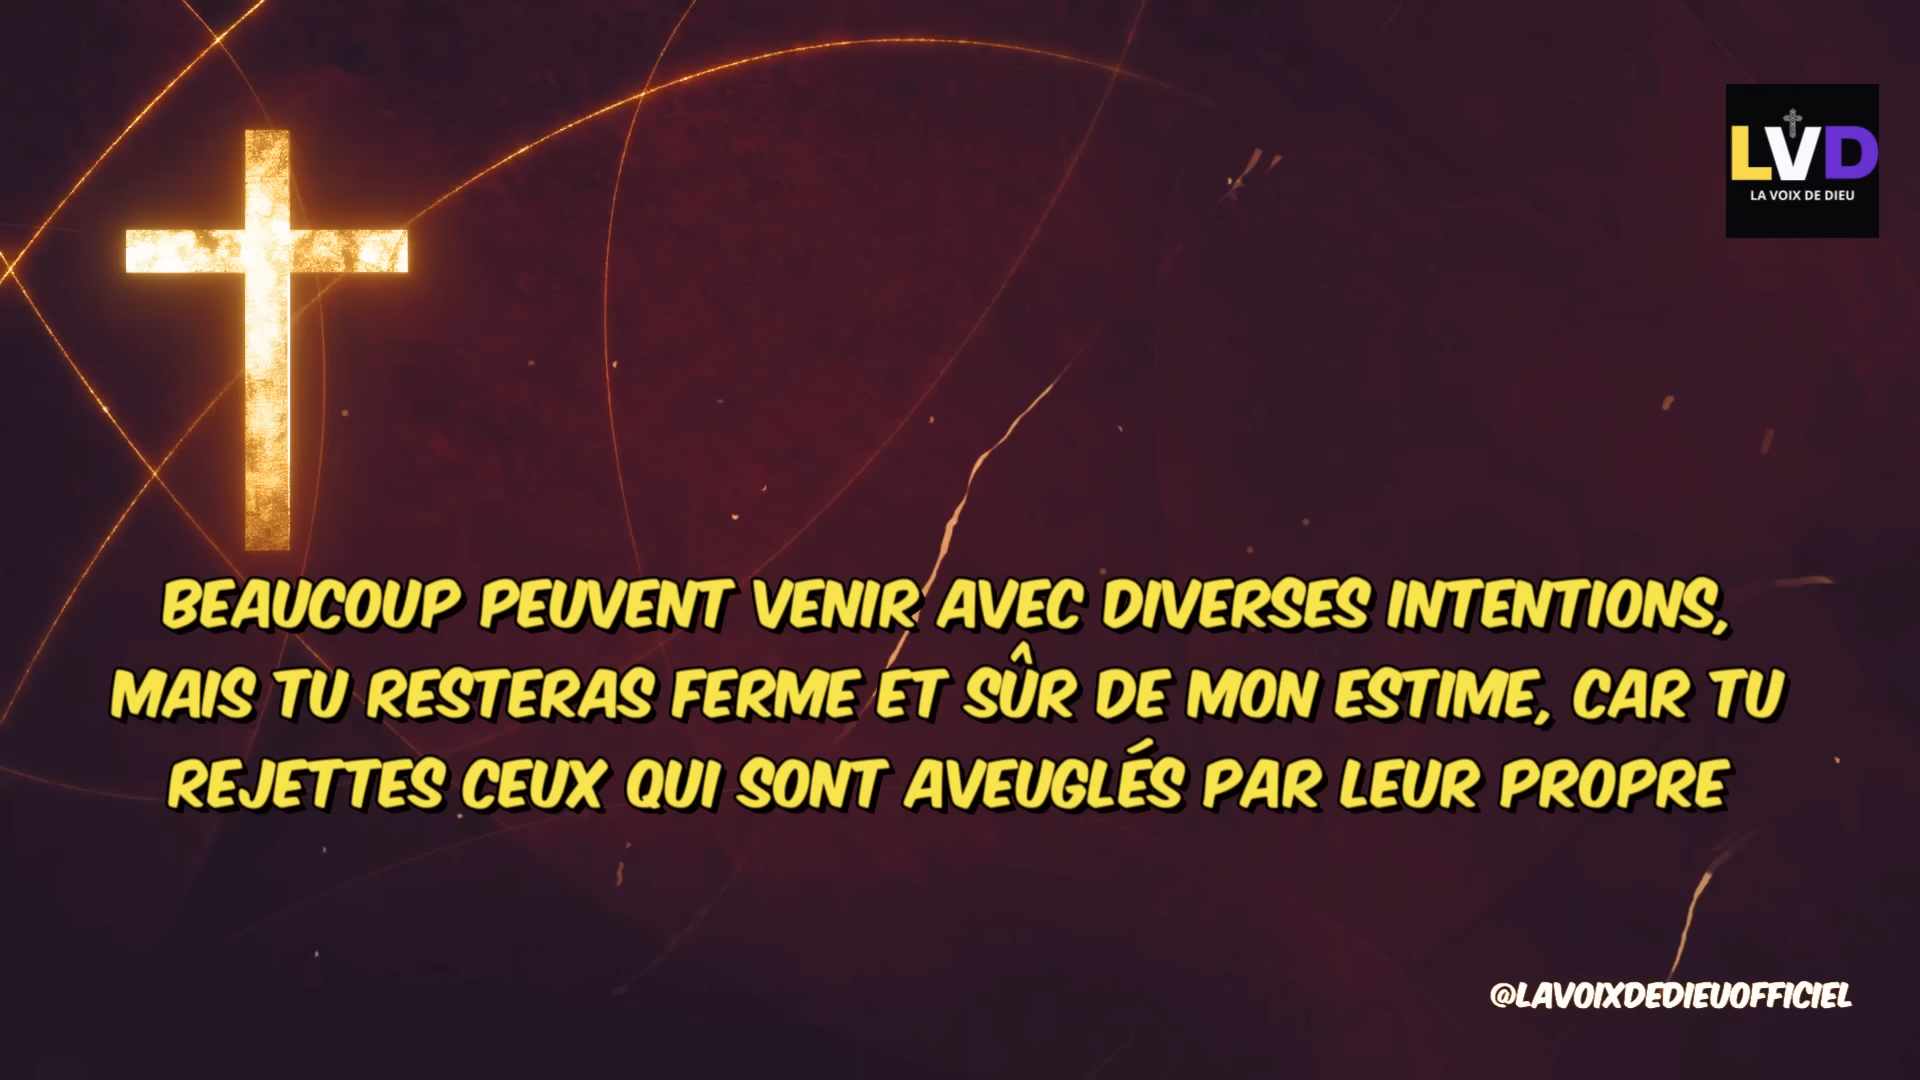 LVD
LA VOIX DE DIEU
BEAUCOUP PEUVENT VENIR AVEC DIVERSES INTENTIONS,
MAIS TU RESTERAS FERME ET SÛR DE MON ESTIME, CAR TU
REJETTES CEUX QUI SONT AVEUGLÉS PAR LEUR PROPRE
@LAVOIXDEDIEUOFFICIEL